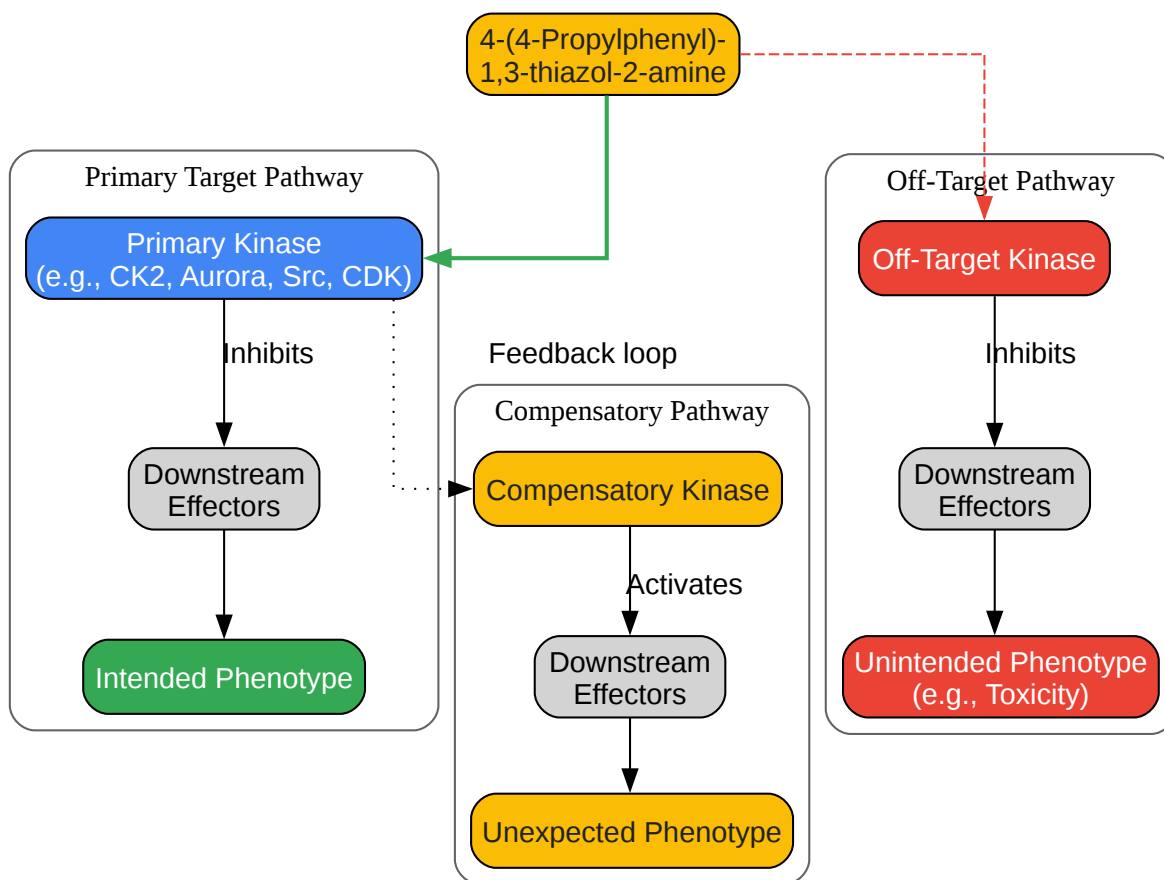 4-(4-Propylphenyl)-
1,3-thiazol-2-amine
Primary Target Pathway
Primary Kinase
(e.g., CK2, Aurora, Src, CDK)
Inhibits
Downstream
Effectors
Intended Phenotype
Feedback loop
Compensatory Pathway
Compensatory Kinase
Activates
Downstream
Effectors
Unexpected Phenotype
Off-Target Pathway
Off-Target Kinase
Inhibits
Downstream
Effectors
Unintended Phenotype
(e.g., Toxicity)